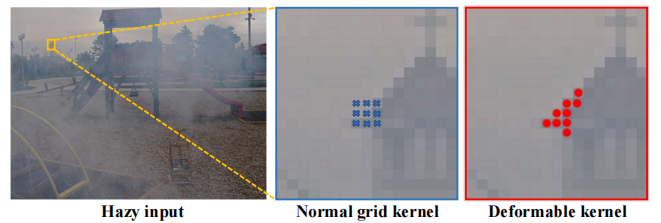 Hazy input
Normal grid kernel
Deformable kernel